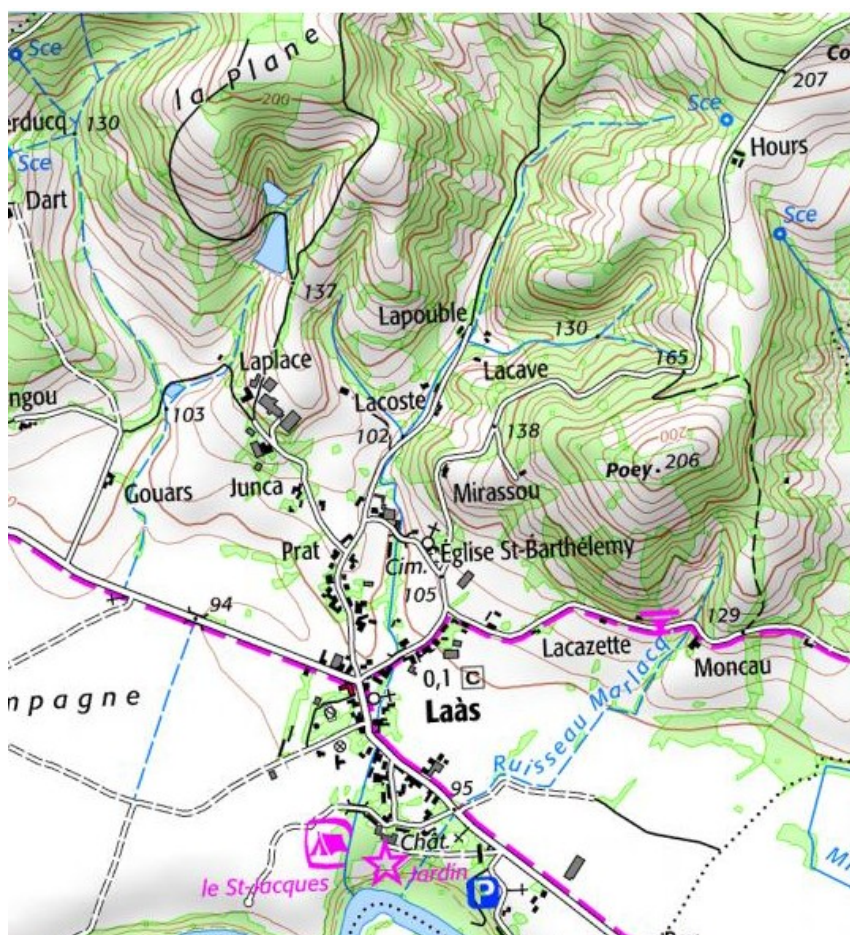 la Plane
Sce
200
Co
207
erducq
130
Sce
Hours
Sce
Dart
Sce
137
Lapouble
130
Laplace
Lacave
165
ngou
Lacoste
103
102
138
200
Poey . 206
Gouars
Junca
Mirassou
Prat
Église St-Barthélemy
Cim.
105
94
129
Lacazette
Moncau
0,1 C
mpagne
Laàs
Ruisseau Marlacq
95
Chât.
le St-Jacques
Jardin
P